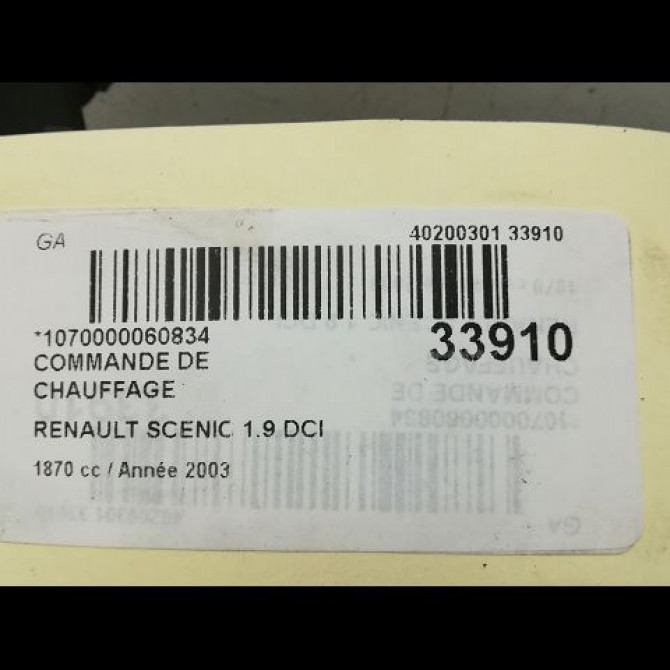 GA 40200301 33910
*1070000060834 33910
COMMANDE DE
CHAUFFAGE
RENAULT SCENIC 1.9 DCI
1870 cc / Année 2003